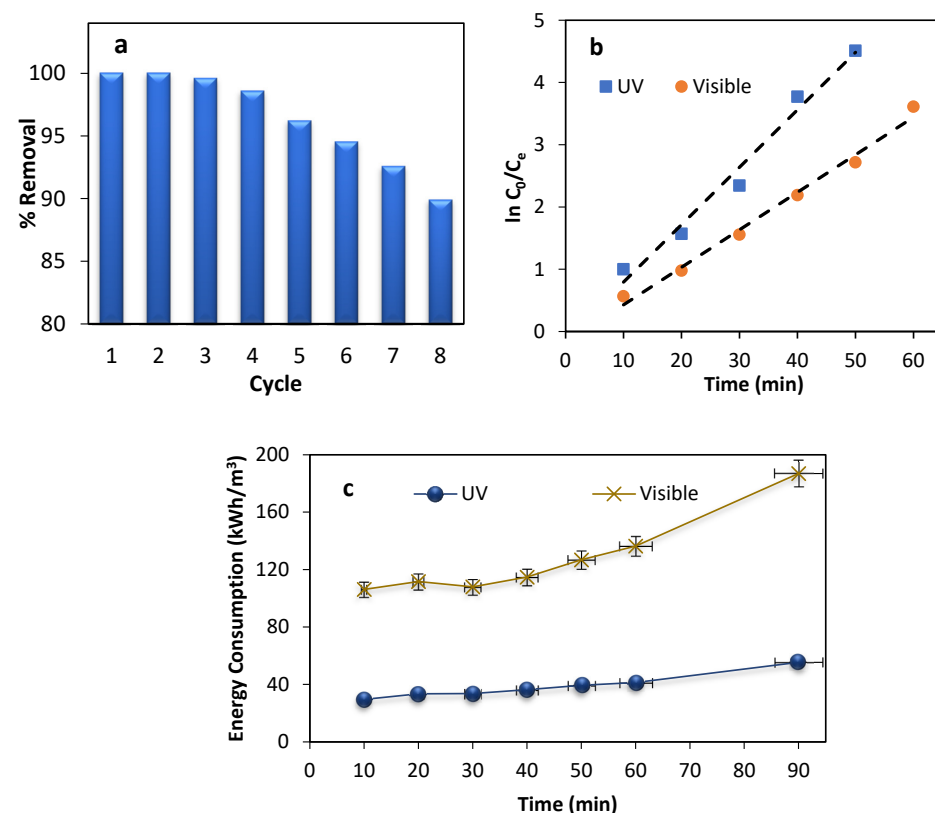 a
% Removal
100
95
90
85
80
1 2 3 4 5 6 7 8
Cycle
b
UV Visible
ln C₀/Cₑ
5
4
3
2
1
0
0 10 20 30 40 50 60
Time (min)
c
UV Visible
Energy Consumption (kWh/m³)
200
160
120
80
40
0
0 10 20 30 40 50 60 70 80 90
Time (min)